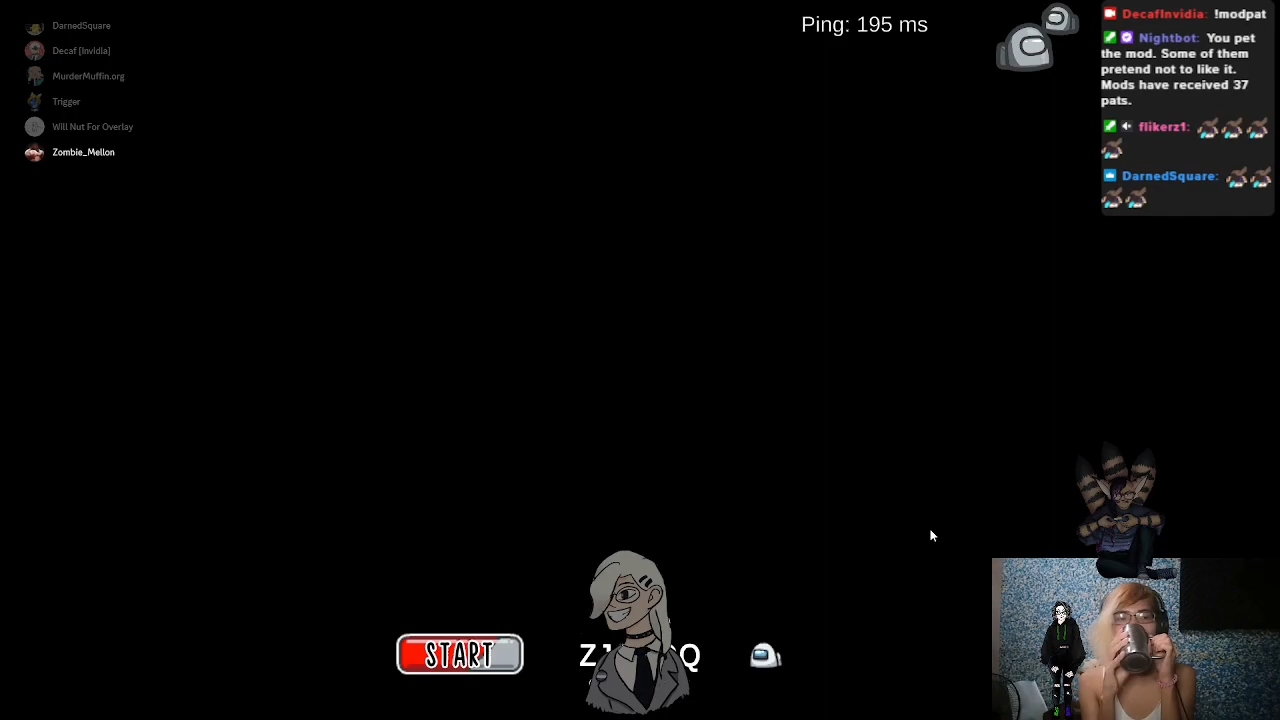 DarnedSquare
Decaf [Invidia]
MurderMuffin.org
Trigger
Will Nut For Overlay
Zombie_Mellon
Ping: 195 ms
DecafInvidia: !modpat
Nightbot: You pet
the mod. Some of them
pretend not to like it.
Mods have received 37
pats.
flikerz1:
DarnedSquare:
START